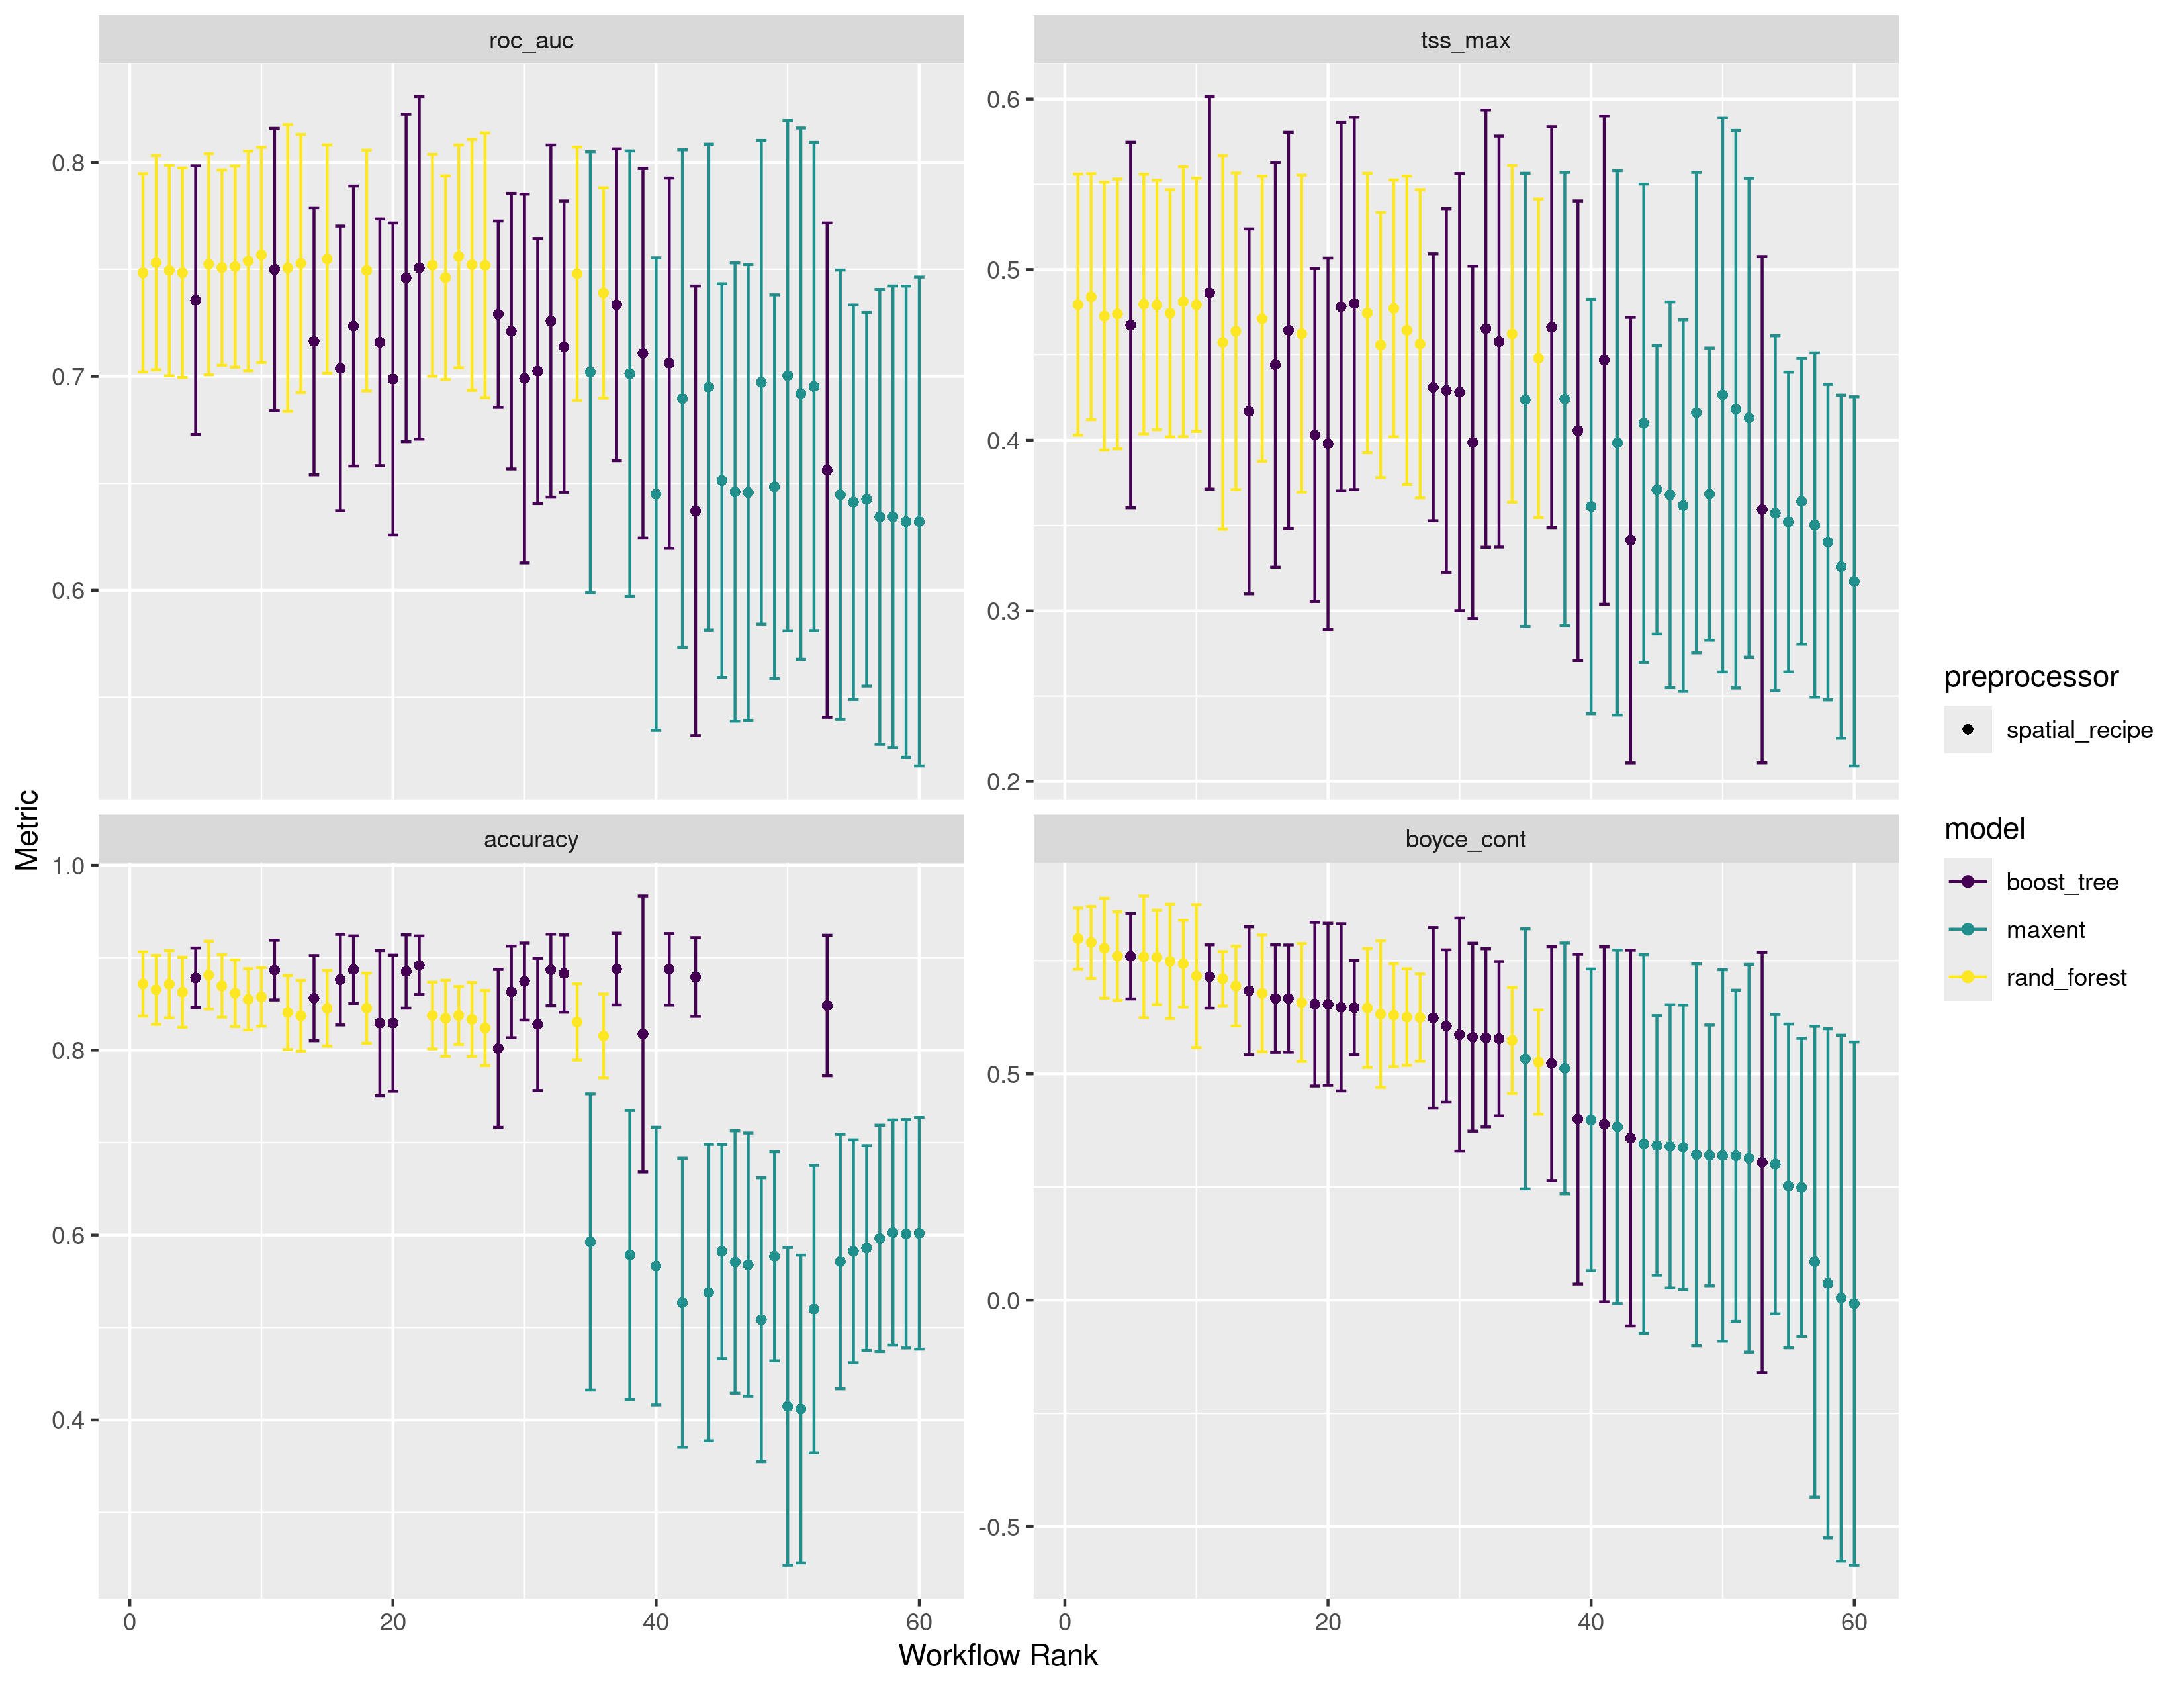 roc_auc
tss_max
0.8
0.7
0.6
0.6
0.5
0.4
0.3
0.2
accuracy
boyce_cont
1.0
0.8
0.6
0.4
0.5
0.0
-0.5
0 20 40 60
0 20 40 60
Workflow Rank
Metric
preprocessor
spatial_recipe
model
boost_tree
maxent
rand_forest